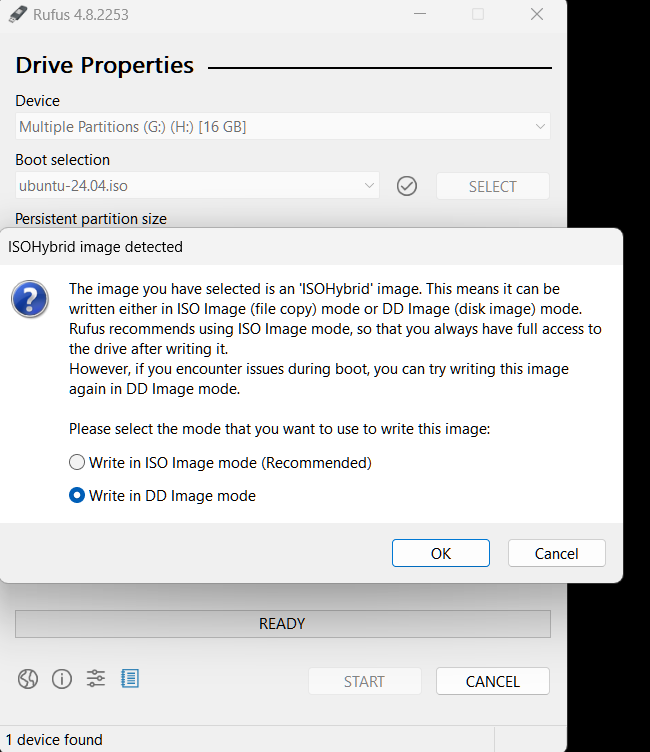 Rufus 4.8.2253
Drive Properties
Device
Multiple Partitions (G:) (H:) [16 GB]
Boot selection
ubuntu-24.04.iso
SELECT
Persistent partition size
ISOHybrid image detected
The image you have selected is an 'ISOHybrid' image. This means it can be
written either in ISO Image (file copy) mode or DD Image (disk image) mode.
Rufus recommends using ISO Image mode, so that you always have full access to
the drive after writing it.
However, if you encounter issues during boot, you can try writing this image
again in DD Image mode.
Please select the mode that you want to use to write this image:
Write in ISO Image mode (Recommended)
Write in DD Image mode
OK
Cancel
READY
START
CANCEL
1 device found